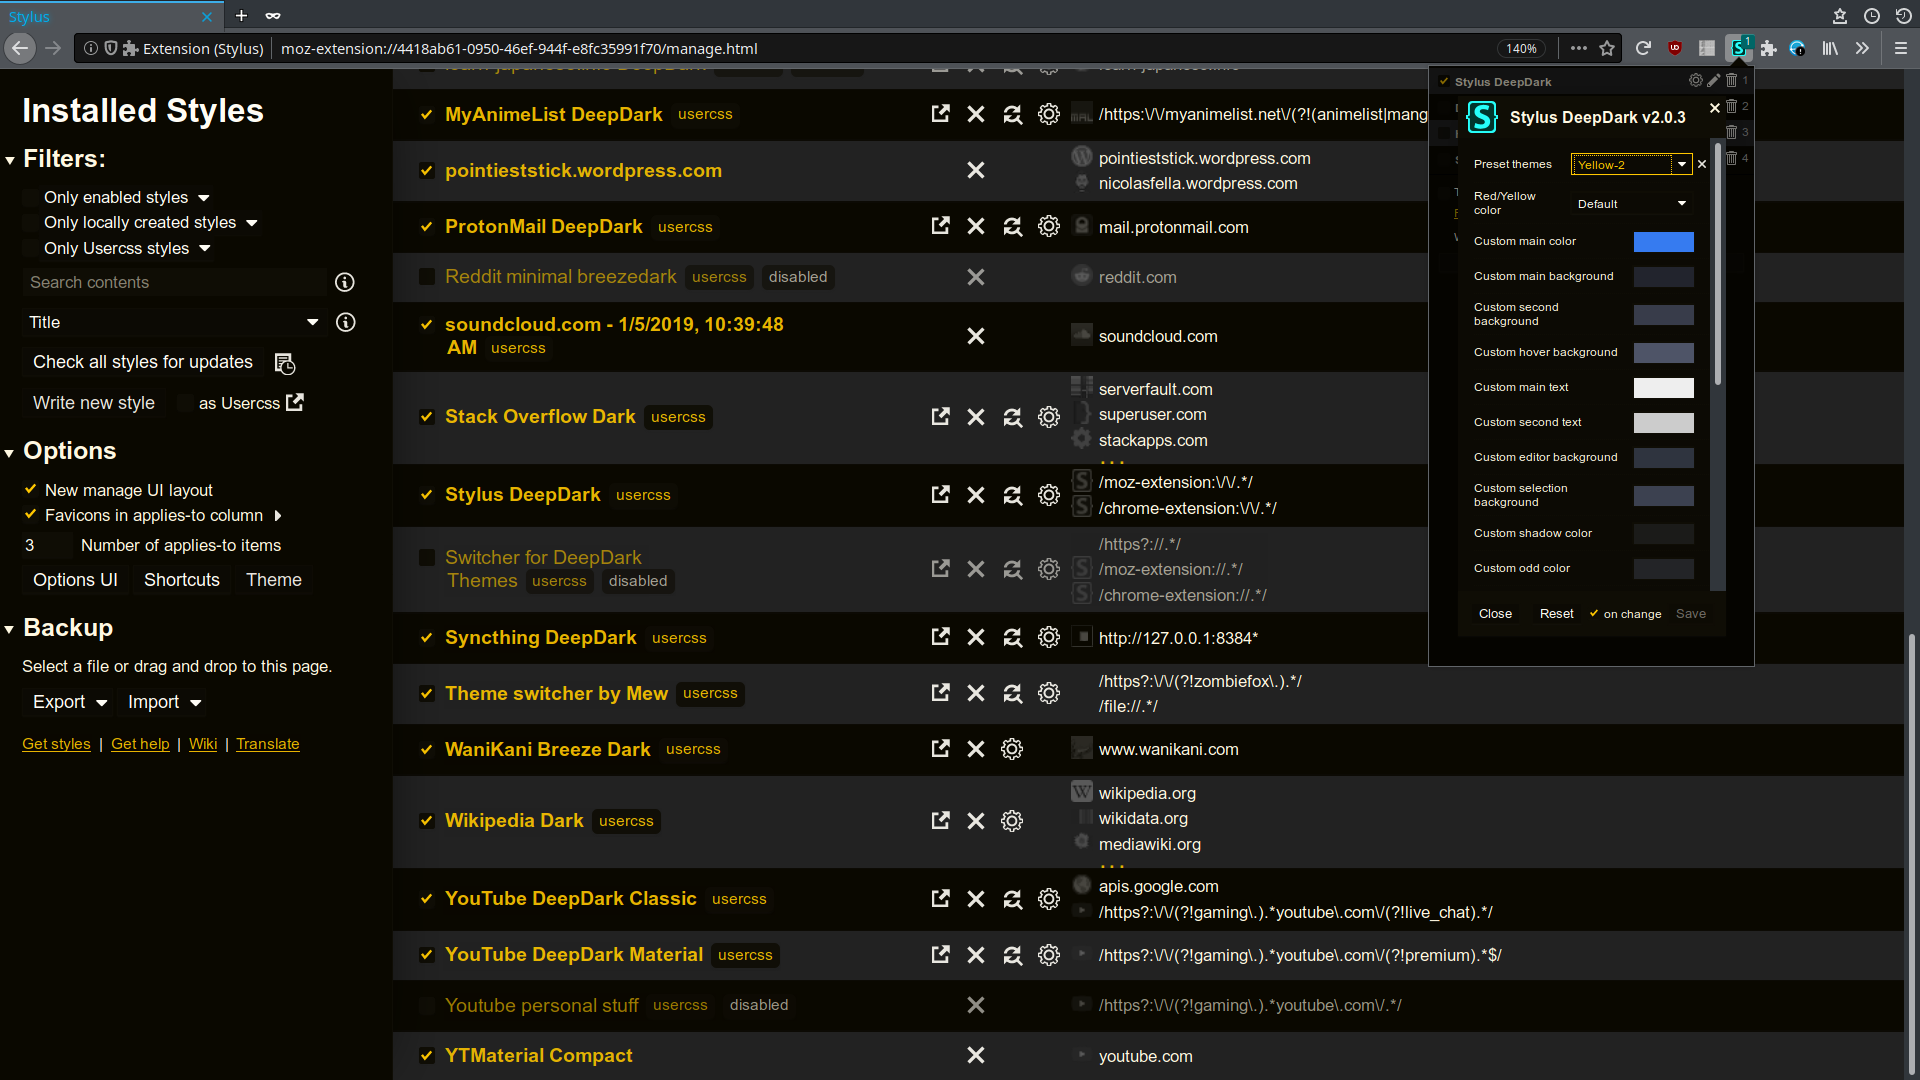 Stylus
Extension (Stylus)
moz-extension://4418ab61-0950-46ef-944f-e8fc35991f70/manage.html
140%
1
Installed Styles
Filters:
Only enabled styles
Only locally created styles
Only Usercss styles
Search contents
Title
Check all styles for updates
Write new style
as Usercss
Options
New manage UI layout
Favicons in applies-to column
3 Number of applies-to items
Options UI Shortcuts Theme
Backup
Select a file or drag and drop to this page.
Export Import
Get styles | Get help | Wiki | Translate
MyAnimeList DeepDark usercss
/https:\/\/myanimelist.net\/(?!(animelist|mang
pointieststick.wordpress.com
pointieststick.wordpress.com
nicolasfella.wordpress.com
ProtonMail DeepDark usercss
mail.protonmail.com
Reddit minimal breezedark usercss disabled
reddit.com
soundcloud.com - 1/5/2019, 10:39:48
AM usercss
soundcloud.com
Stack Overflow Dark usercss
serverfault.com
superuser.com
stackapps.com
...
Stylus DeepDark usercss
/moz-extension:\/\/.*/
/chrome-extension:\/\/.*/
Switcher for DeepDark
Themes usercss disabled
/https?://.*/
/moz-extension://.*/
/chrome-extension://.*/
Syncthing DeepDark usercss
http://127.0.0.1:8384*
Theme switcher by Mew usercss
/https?:\/\/(?!zombiefox\.).*/
/file://.*/
WaniKani Breeze Dark usercss
www.wanikani.com
Wikipedia Dark usercss
wikipedia.org
wikidata.org
mediawiki.org
...
YouTube DeepDark Classic usercss
apis.google.com
/https?:\/\/(?!gaming\.).*youtube\.com\/(?!live_chat).*/
YouTube DeepDark Material usercss
/https?:\/\/(?!gaming\.).*youtube\.com\/(?!premium).*$/
Youtube personal stuff usercss disabled
/https?:\/\/(?!gaming\.).*youtube\.com\/.*/
YTMaterial Compact
youtube.com
Stylus DeepDark 1
2
3
4
Stylus DeepDark v2.0.3
Preset themes Yellow-2
Red/Yellow
color
Default
Custom main color
Custom main background
Custom second
background
Custom hover background
Custom main text
Custom second text
Custom editor background
Custom selection
background
Custom shadow color
Custom odd color
Close Reset on change Save